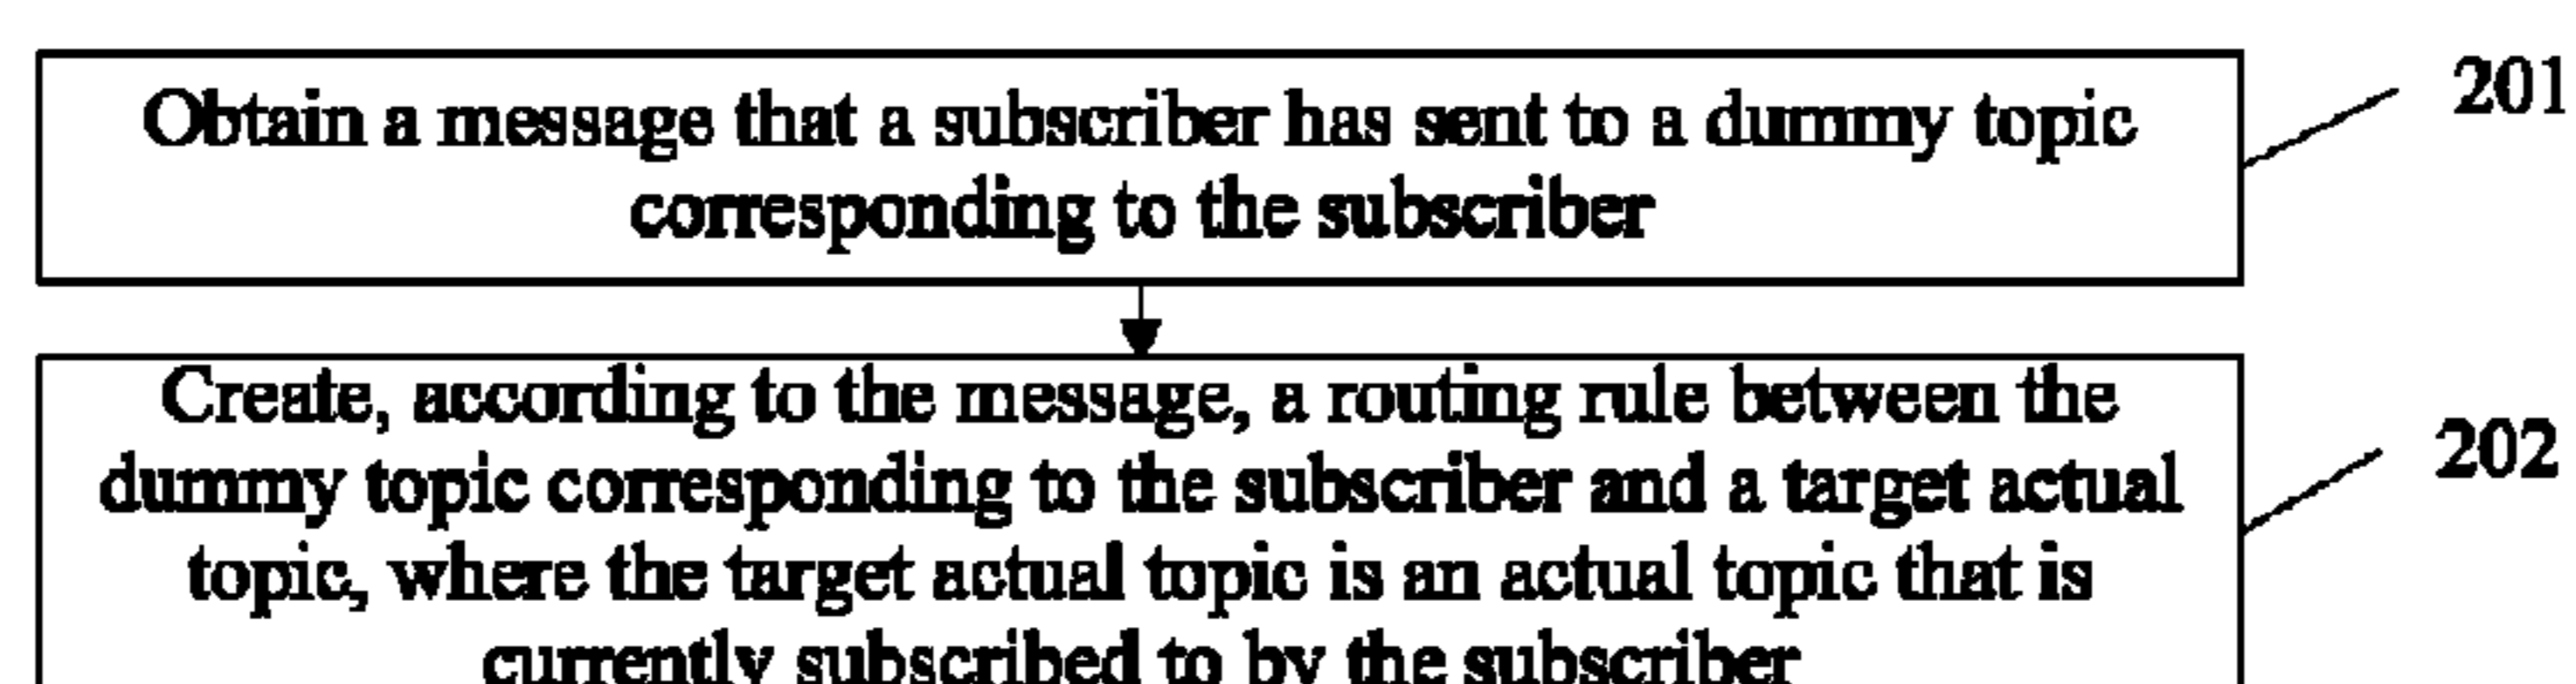 Obtain a message that a subscriber has sent to a dummy topic
corresponding to the subscriber
201
Create, according to the message, a routing rule between the
dummy topic corresponding to the subscriber and a target actual
topic, where the target actual topic is an actual topic that is
currently subscribed to by the subscriber
202